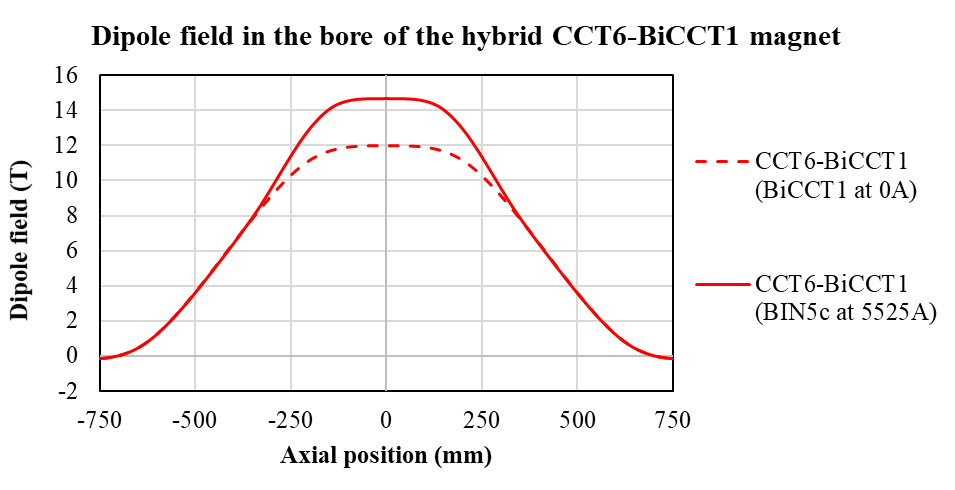 Dipole field in the bore of the hybrid CCT6-BiCCT1 magnet
16
14
12
10
8
6
4
2
0
-2
Dipole field (T)
-750
-500
-250
0
250
500
750
Axial position (mm)
CCT6-BiCCT1
(BiCCT1 at 0A)
CCT6-BiCCT1
(BIN5c at 5525A)